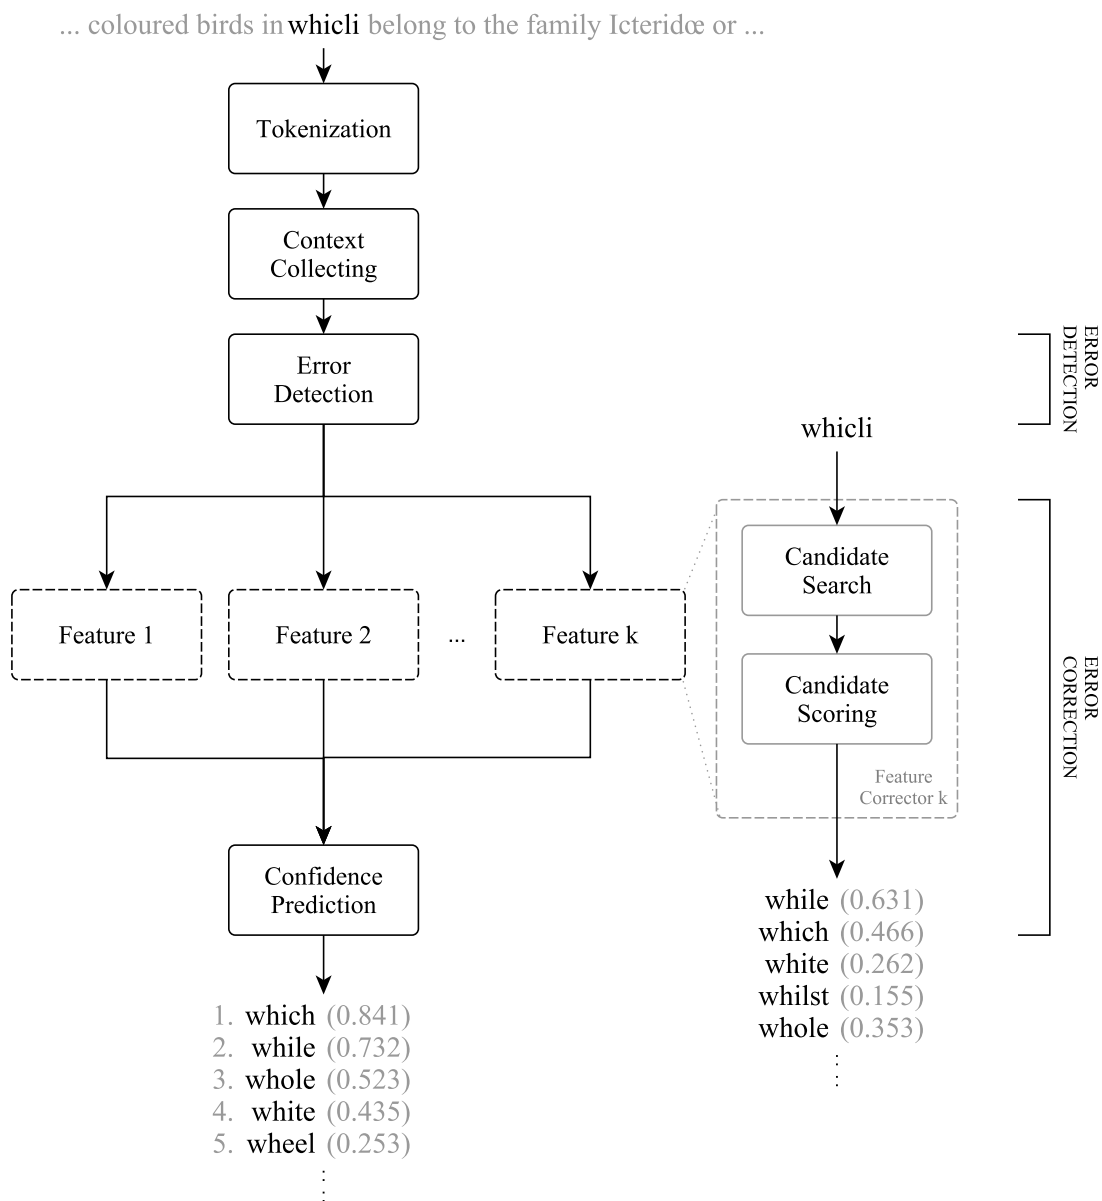 ... coloured birds in whicli belong to the family Icteridœ or ...
Tokenization
Context
Collecting
Error
Detection
ERROR
DETECTION
whicli
Feature 1
Feature 2
...
Feature k
Candidate
Search
Candidate
Scoring
Feature
Corrector k
ERROR
CORRECTION
Confidence
Prediction
while (0.631)
which (0.466)
white (0.262)
whilst (0.155)
whole (0.353)
1. which (0.841)
2. while (0.732)
3. whole (0.523)
4. white (0.435)
5. wheel (0.253)